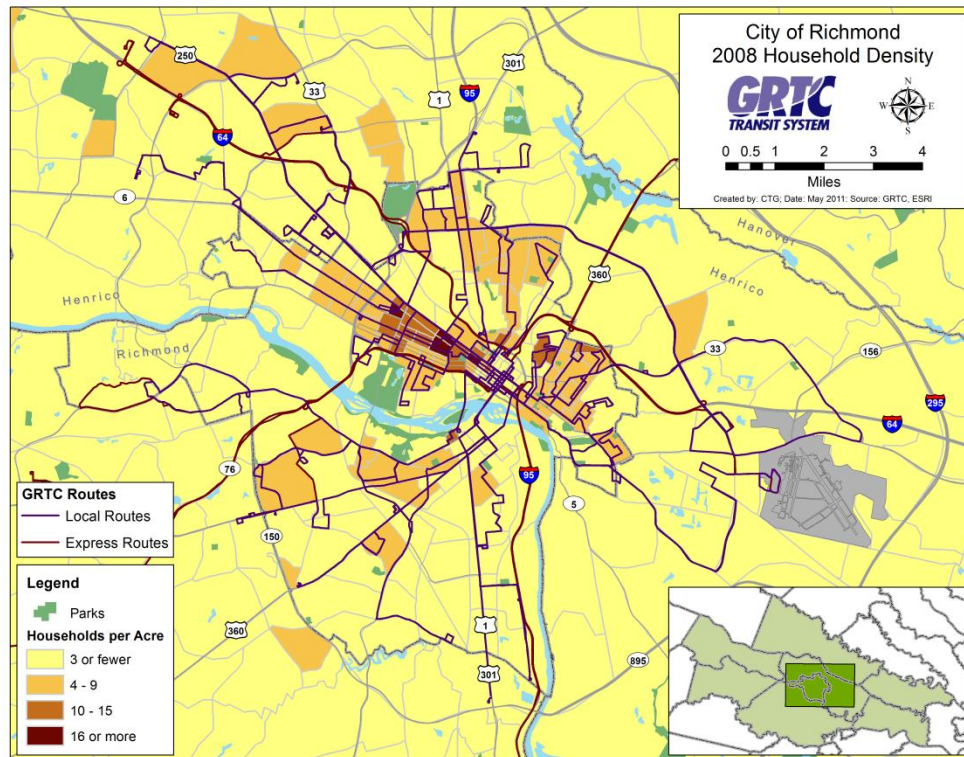 City of Richmond
2008 Household Density
GRTC
TRANSIT SYSTEM
N
W E
S
0 0.5 1 2 3 4
Miles
Created by: CTG; Date: May 2011: Source: GRTC, ESRI
250
33
301
1
95
64
6
360
Hanover
Henrico
Henrico
Richmond
33
156
295
64
76
95
5
150
360
1
301
895
GRTC Routes
Local Routes
Express Routes
Legend
Parks
Households per Acre
3 or fewer
4 - 9
10 - 15
16 or more